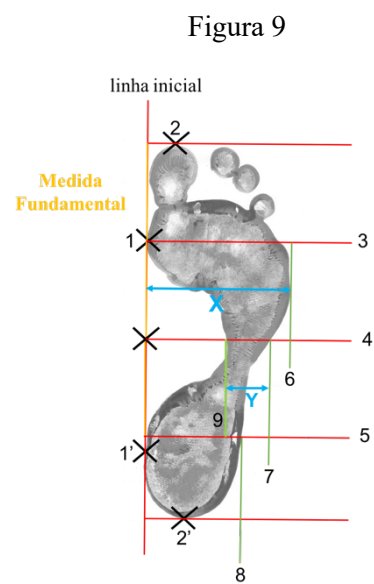 Figura 9
linha inicial
2
Medida
Fundamental
1
3
X
4
6
Y
9
5
1'
7
2'
8